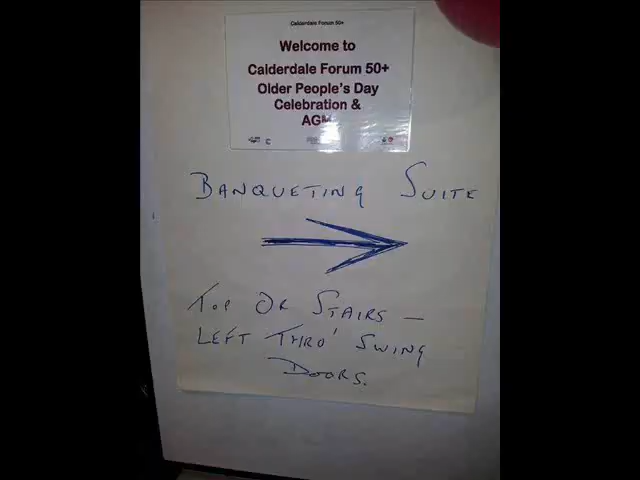 Calderdale Forum 50+
Welcome to
Calderdale Forum 50+
Older People's Day
Celebration &
AGM
BANQUETING SUITE
TOP OR STAIRS —
LEFT THRO' SWING
DOORS.